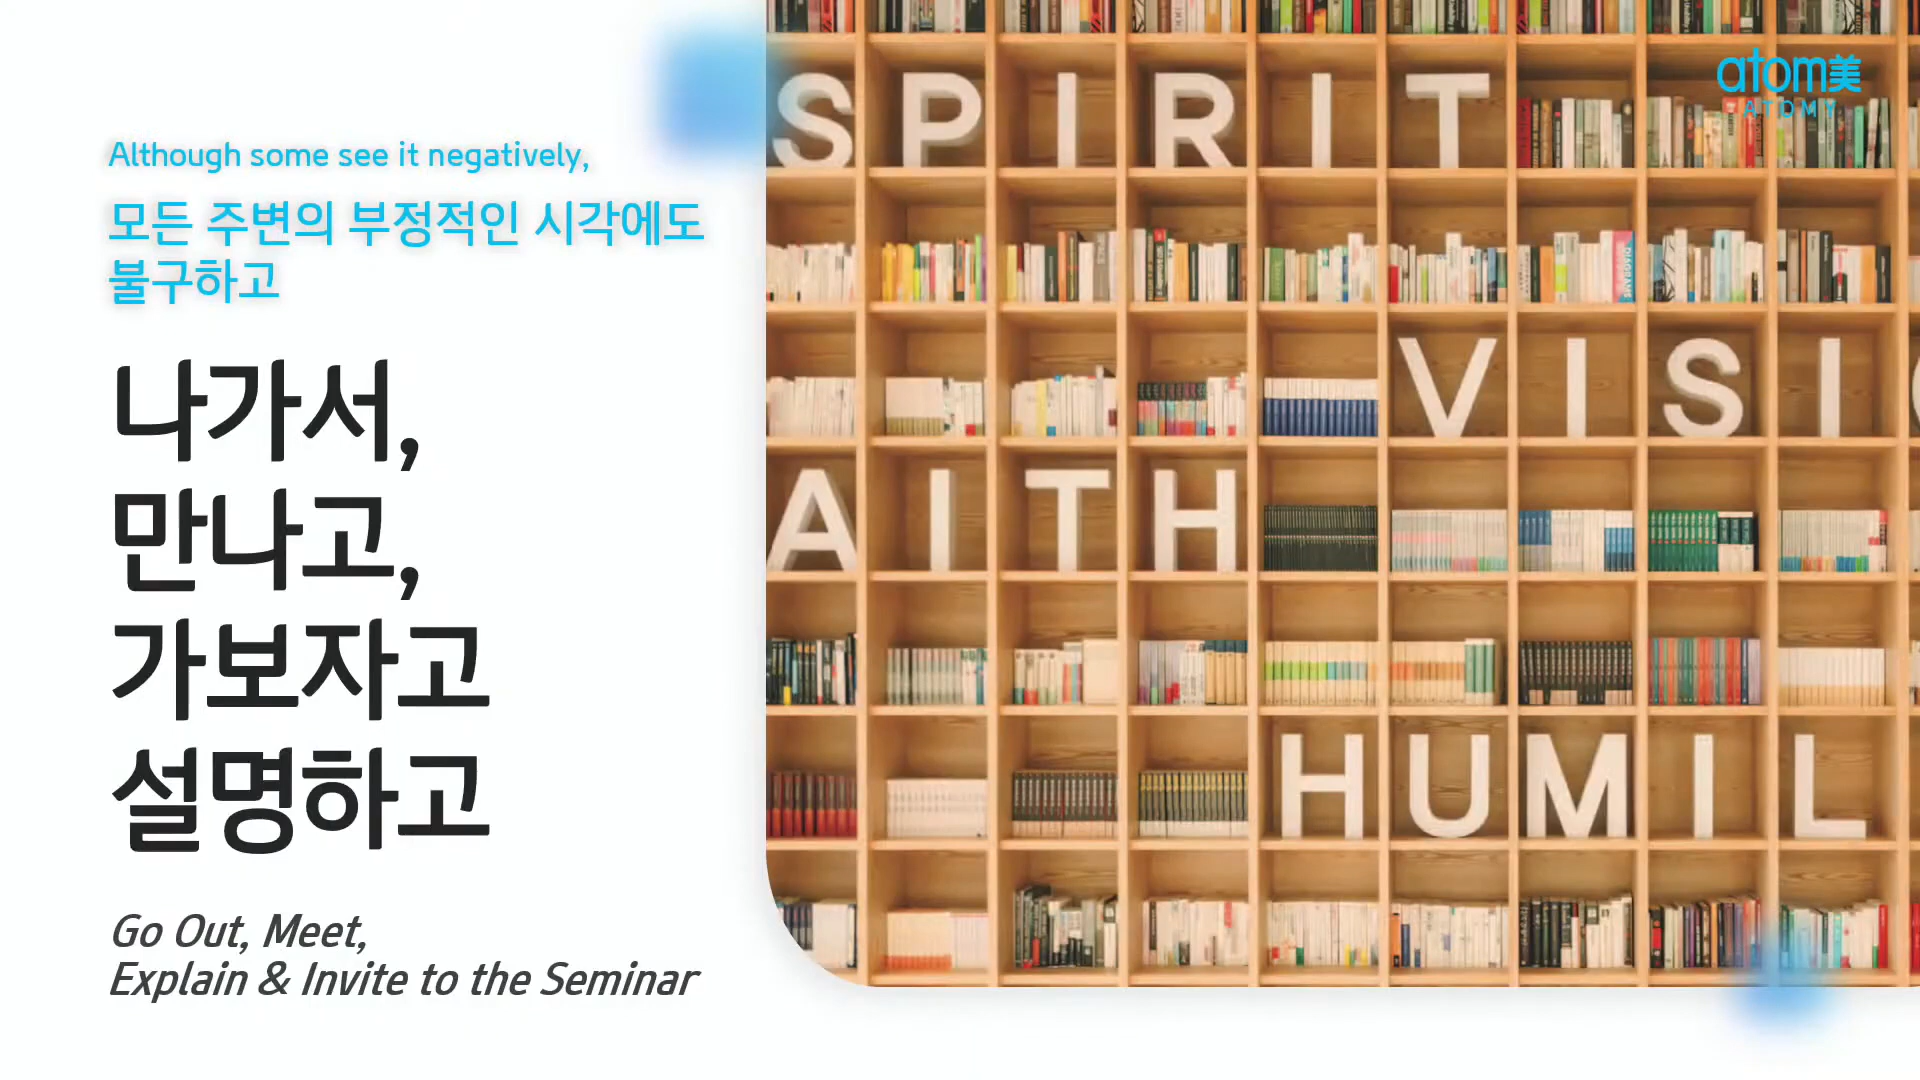 Although some see it negatively,
모든 주변의 부정적인 시각에도
불구하고
나가서,
만나고,
가보자고
설명하고
Go Out, Meet,
Explain & Invite to the Seminar
SPIRIT
VISI
AITH
HUMIL
atom美
ATOMY